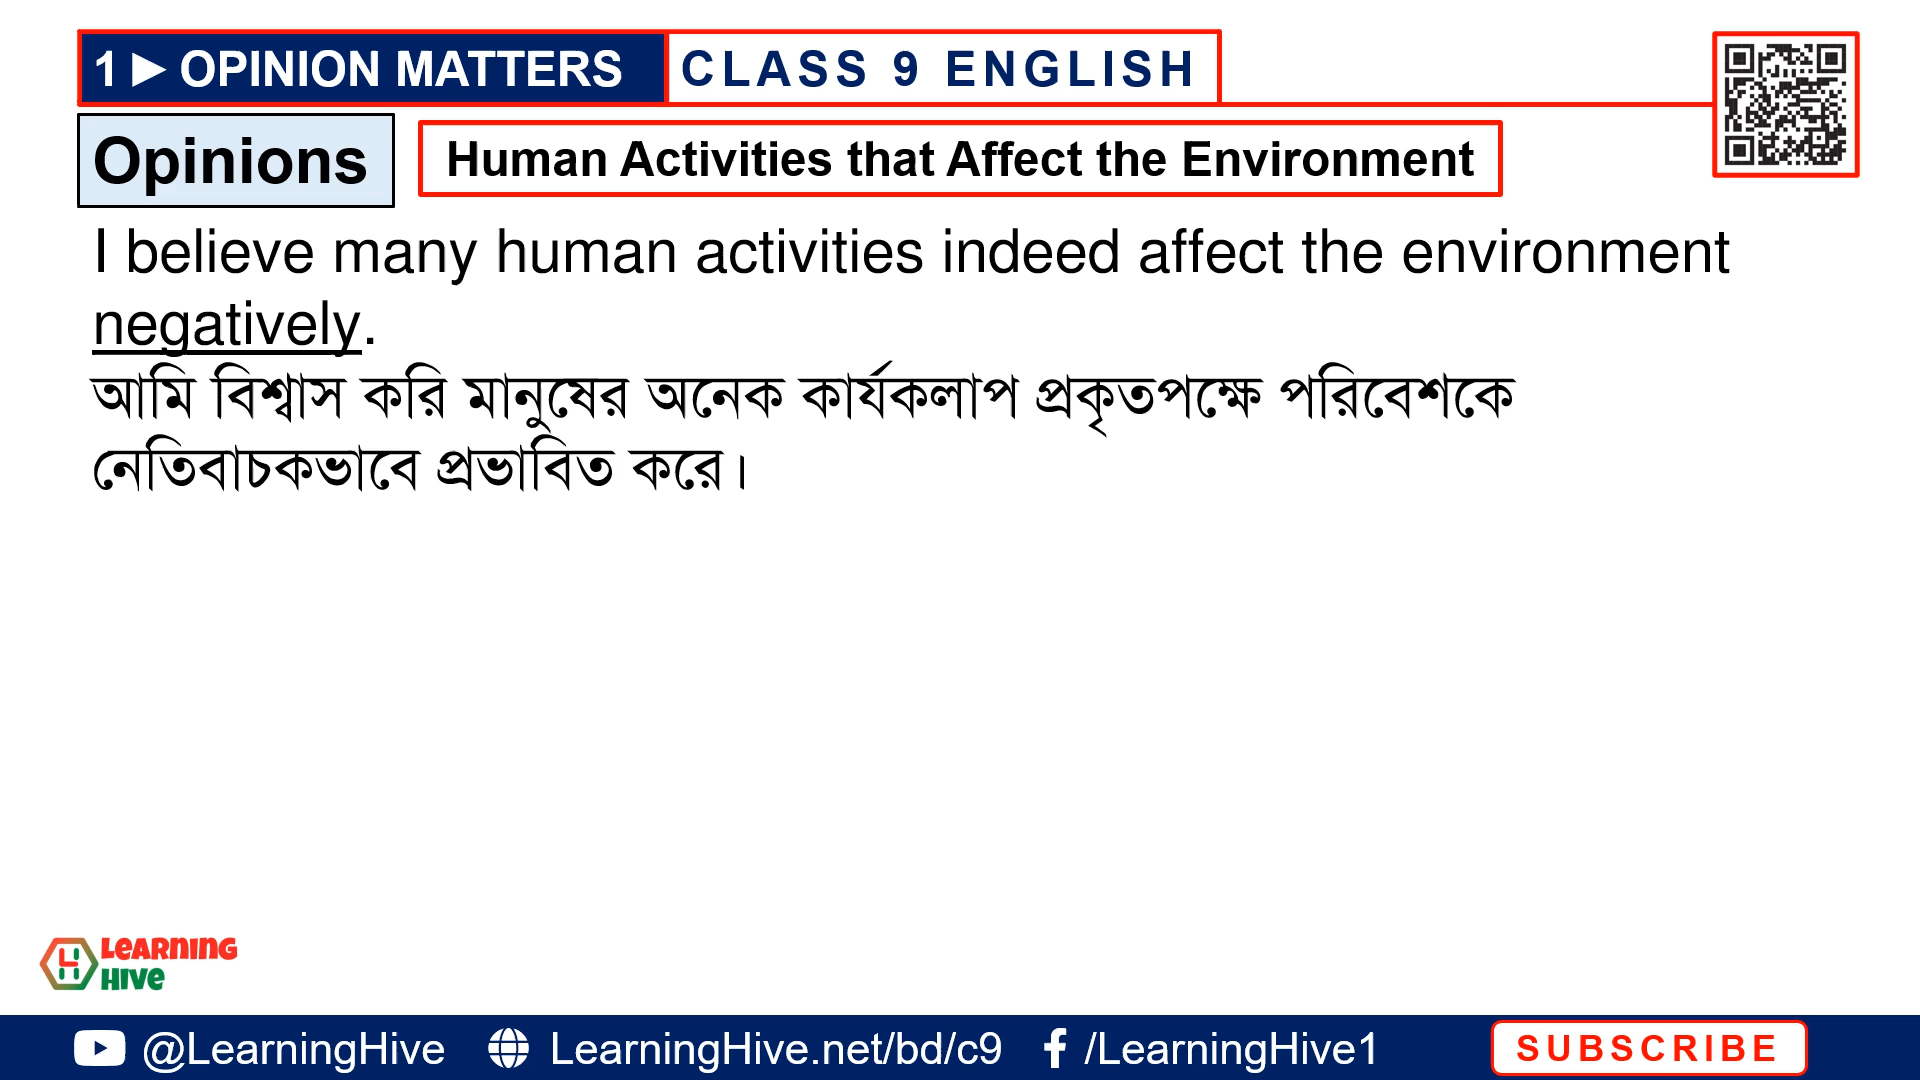 1 ► OPINION MATTERS CLASS 9 ENGLISH
Opinions Human Activities that Affect the Environment
I believe many human activities indeed affect the environment
negatively.
আমি বিশ্বাস করি মানুষের অনেক কার্যকলাপ প্রকৃতপক্ষে পরিবেশকে
নেতিবাচকভাবে প্রভাবিত করে।
LEARNING
HIVE
@LearningHive LearningHive.net/bd/c9 /LearningHive1 SUBSCRIBE